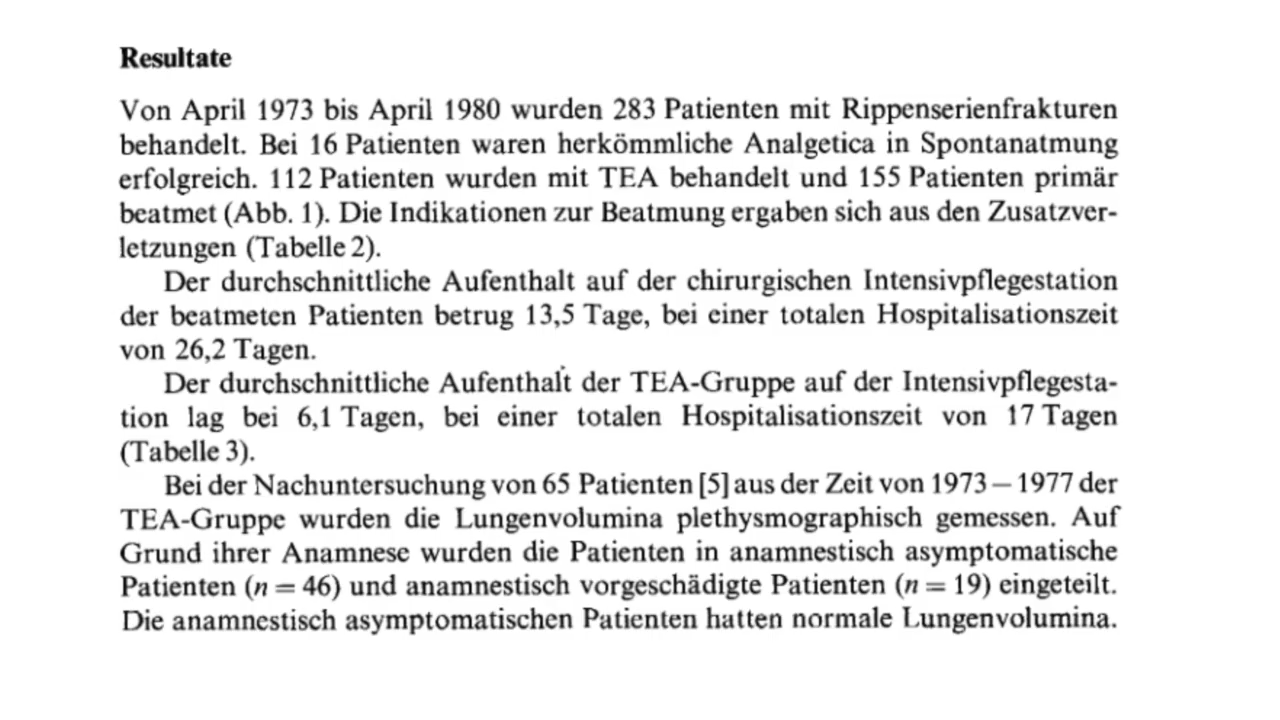 Resultate
Von April 1973 bis April 1980 wurden 283 Patienten mit Rippenserienfrakturen
behandelt. Bei 16 Patienten waren herkömmliche Analgetica in Spontanatmung
erfolgreich. 112 Patienten wurden mit TEA behandelt und 155 Patienten primär
beatmet (Abb. 1). Die Indikationen zur Beatmung ergaben sich aus den Zusatzver-
letzungen (Tabelle 2).
Der durchschnittliche Aufenthalt auf der chirurgischen Intensivpflegestation
der beatmeten Patienten betrug 13,5 Tage, bei einer totalen Hospitalisationszeit
von 26,2 Tagen.
Der durchschnittliche Aufenthalt der TEA-Gruppe auf der Intensivpflegesta-
tion lag bei 6,1 Tagen, bei einer totalen Hospitalisationszeit von 17 Tagen
(Tabelle 3).
Bei der Nachuntersuchung von 65 Patienten [5] aus der Zeit von 1973 – 1977 der
TEA-Gruppe wurden die Lungenvolumina plethysmographisch gemessen. Auf
Grund ihrer Anamnese wurden die Patienten in anamnestisch asymptomatische
Patienten (n = 46) und anamnestisch vorgeschädigte Patienten (n = 19) eingeteilt.
Die anamnestisch asymptomatischen Patienten hatten normale Lungenvolumina.